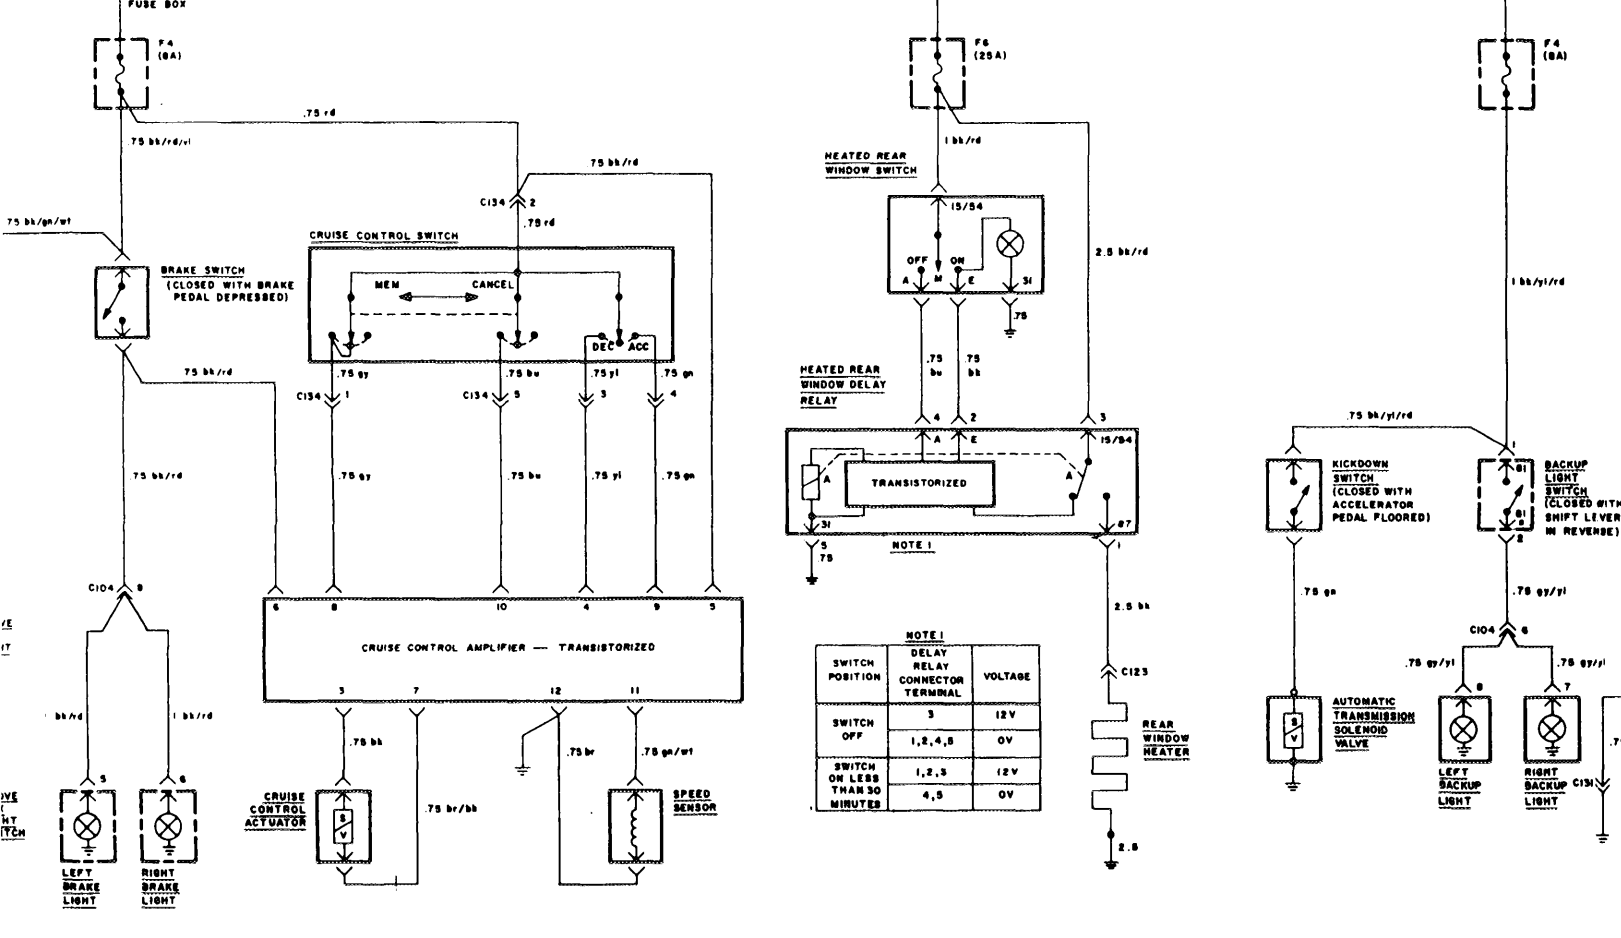 FUSE BOX
F4
(8A)
.75 rd
.75 bk/rd/vl
.75 bk/gn/wt
BRAKE SWITCH
(CLOSED WITH BRAKE
PEDAL DEPRESSED)
.75 bk/rd
.75 bk/rd
C104 9
1 bk/rd
1 bk/rd
5
6
LEFT
BRAKE
LIGHT
RIGHT
BRAKE
LIGHT
75 bk/rd
C134 2
.75 rd
CRUISE CONTROL SWITCH
MEM
CANCEL
DEC
ACC
.75 gy
.75 bu
.75 yl
.75 gn
C134 1
C134 5
3
4
.75 gy
.75 bu
.75 yl
.75 gn
6
8
10
4
9
5
CRUISE CONTROL AMPLIFIER — TRANSISTORIZED
3
7
12
11
.75 bk
.75 br
.75 gn/wt
.75 br/bk
CRUISE
CONTROL
ACTUATOR
S
V
SPEED
SENSOR
F6
(25A)
1 bk/rd
HEATED REAR
WINDOW SWITCH
15/54
OFF
ON
A
M
E
31
.75
2.5 bk/rd
.75
bu
.75
bk
HEATED REAR
WINDOW DELAY
RELAY
4
2
3
A
E
15/54
A
TRANSISTORIZED
A
31
87
5
NOTE 1
1
.75
2.5 bk
C123
REAR
WINDOW
HEATER
2.5
NOTE 1
SWITCH
POSITION
DELAY
RELAY
CONNECTOR
TERMINAL
VOLTAGE
SWITCH
OFF
3
12V
1,2,4,5
0V
SWITCH
ON LESS
THAN 30
MINUTES
1,2,3
12V
4,5
0V
F4
(8A)
1 bk/yl/rd
.75 bk/yl/rd
1
KICKDOWN
SWITCH
(CLOSED WITH
ACCELERATOR
PEDAL FLOORED)
BACKUP
LIGHT
SWITCH
(CLOSED WITH
SHIFT LEVER
IN REVERSE)
2
.75 gn
.75 gy/yl
C104 6
.75 gy/yl
.75 gy/yl
8
7
AUTOMATIC
TRANSMISSION
SOLENOID
VALVE
S
V
LEFT
BACKUP
LIGHT
RIGHT
BACKUP
LIGHT
C131